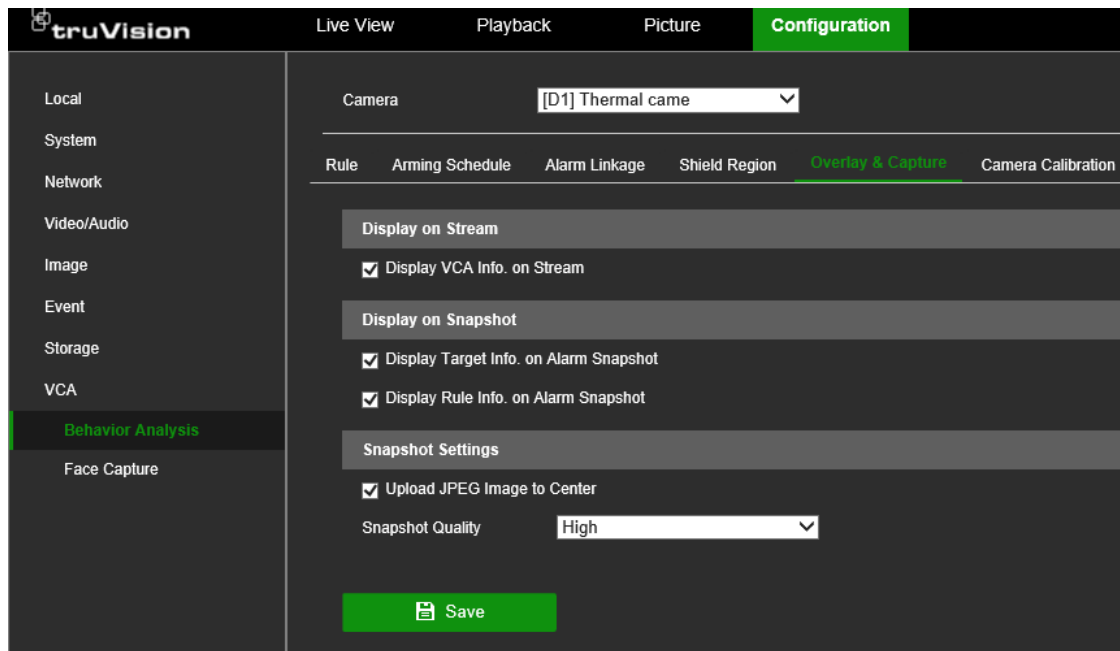 truVision
Live View Playback Picture Configuration
Local
System
Network
Video/Audio
Image
Event
Storage
VCA
Behavior Analysis
Face Capture
Camera [D1] Thermal came
Rule Arming Schedule Alarm Linkage Shield Region Overlay & Capture Camera Calibration
Display on Stream
Display VCA Info. on Stream
Display on Snapshot
Display Target Info. on Alarm Snapshot
Display Rule Info. on Alarm Snapshot
Snapshot Settings
Upload JPEG Image to Center
Snapshot Quality High
Save